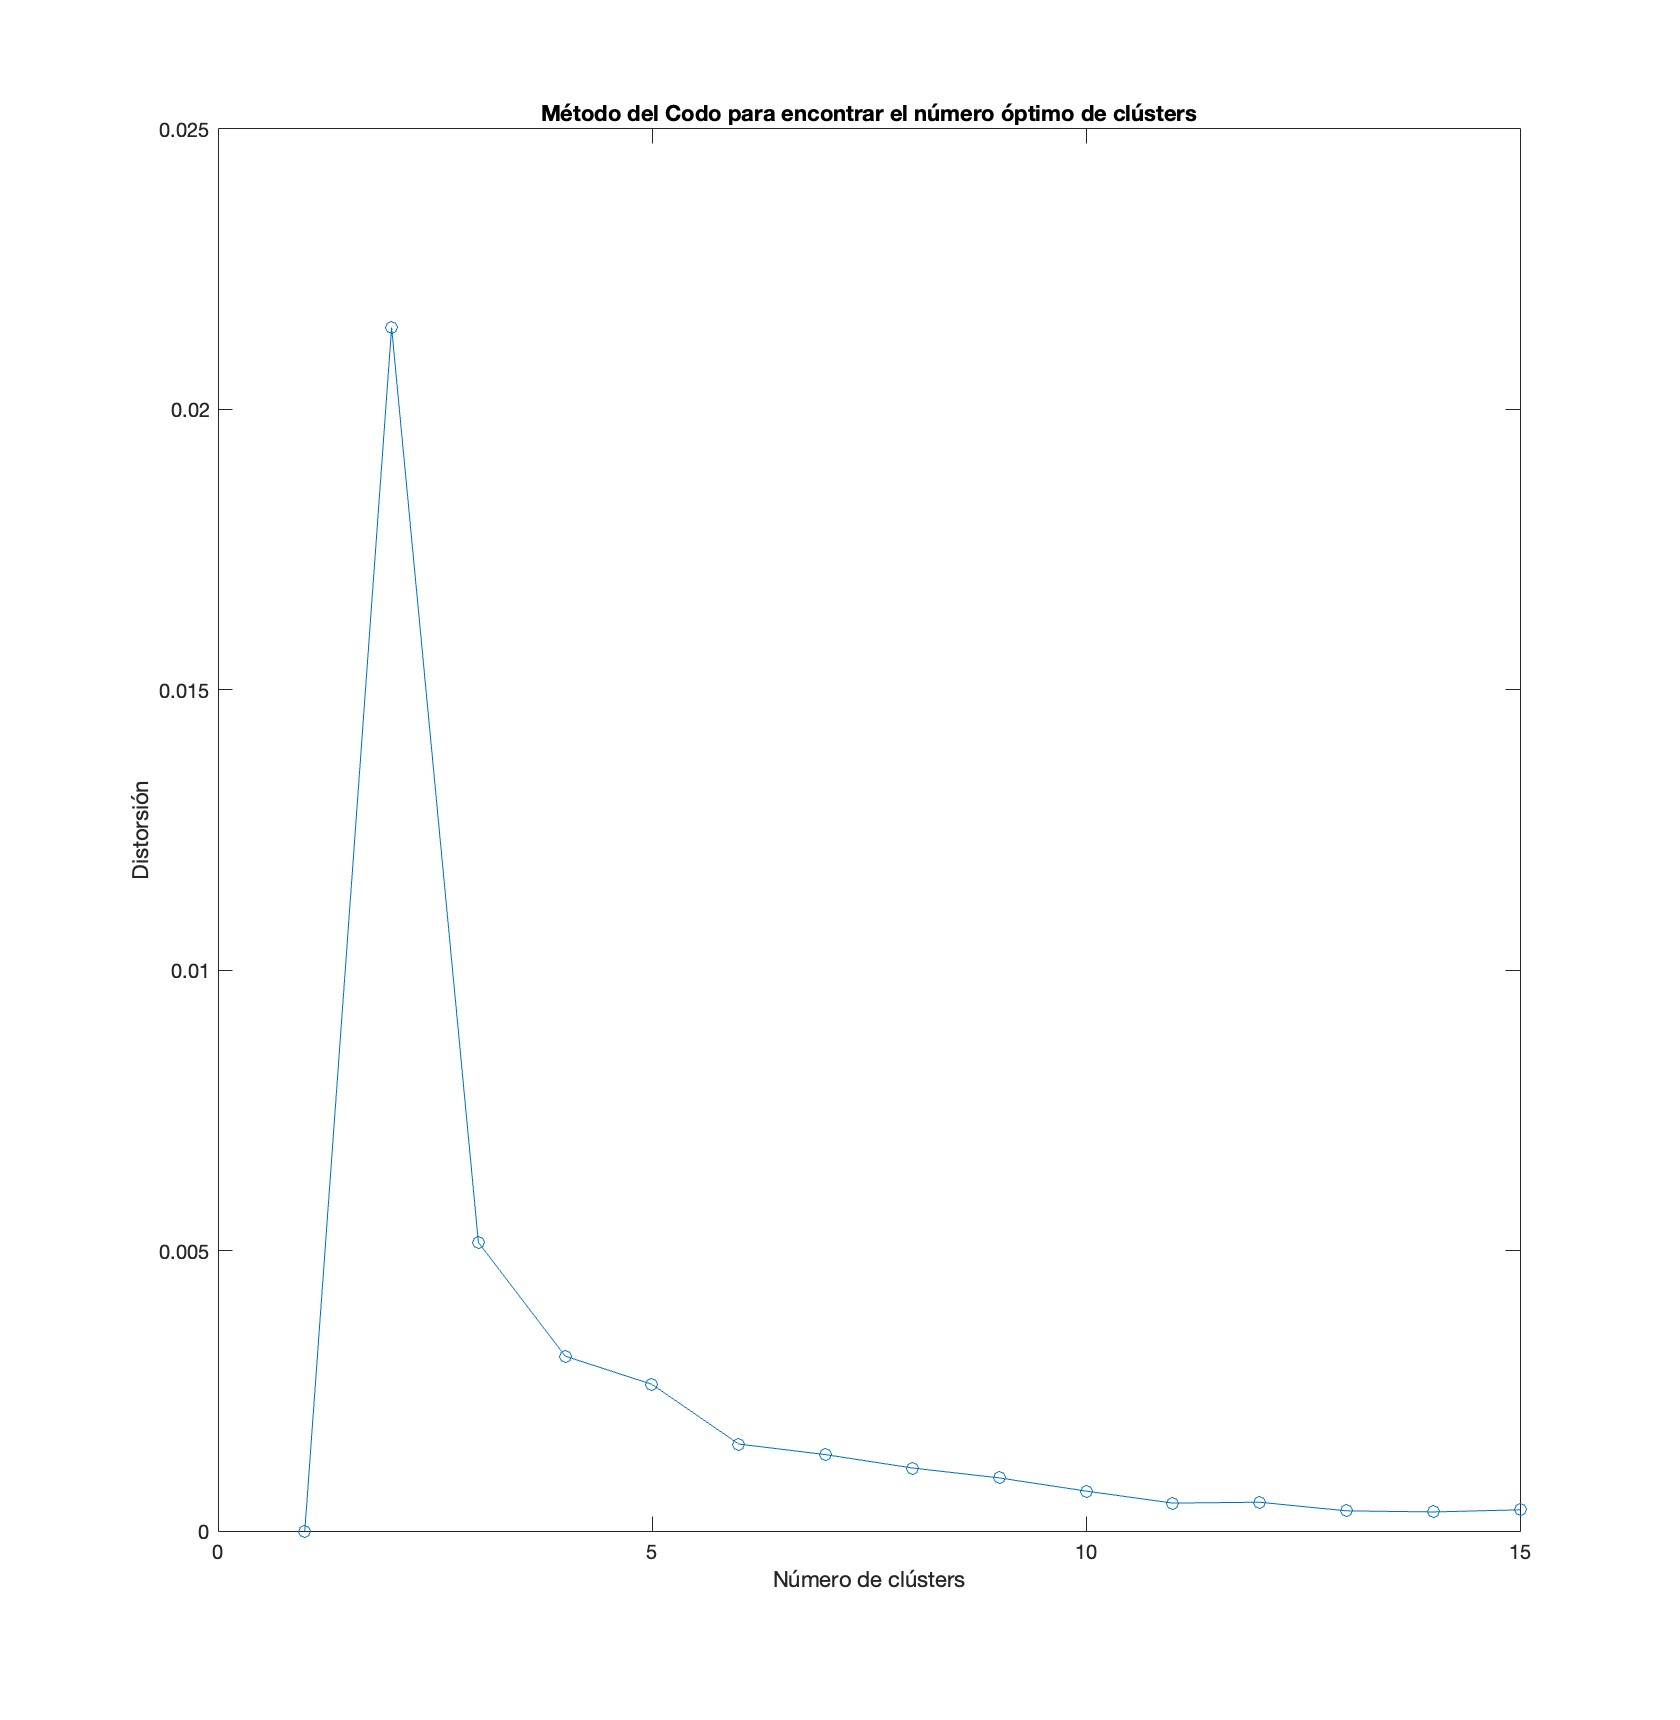 Método del Codo para encontrar el número óptimo de clústers
0.025
0.02
0.015
0.01
0.005
0
Distorsión
0 5 10 15
Número de clústers